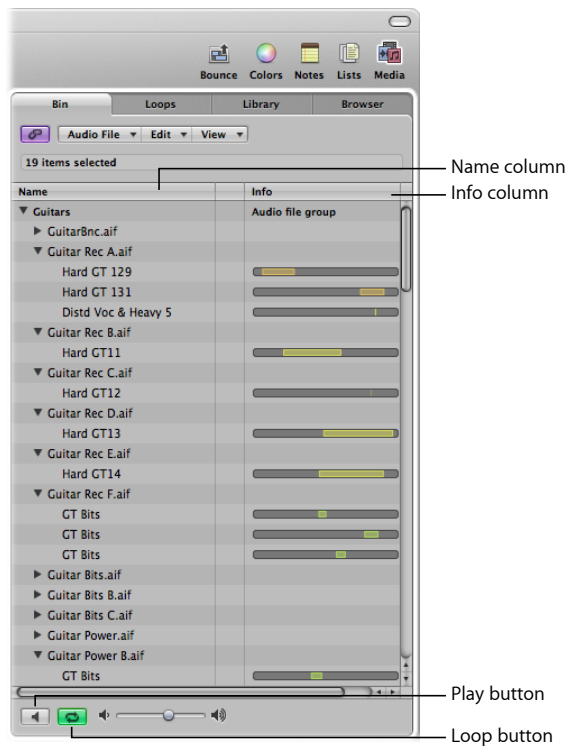 Bounce Colors Notes Lists Media
Bin Loops Library Browser
Audio File Edit View
19 items selected
Name column
Name Info
Info column
Guitars Audio file group
GuitarBnc.aif
Guitar Rec A.aif
Hard GT 129
Hard GT 131
Distd Voc & Heavy 5
Guitar Rec B.aif
Hard GT11
Guitar Rec C.aif
Hard GT12
Guitar Rec D.aif
Hard GT13
Guitar Rec E.aif
Hard GT14
Guitar Rec F.aif
GT Bits
GT Bits
GT Bits
Guitar Bits.aif
Guitar Bits B.aif
Guitar Bits C.aif
Guitar Power.aif
Guitar Power B.aif
GT Bits
Play button
Loop button